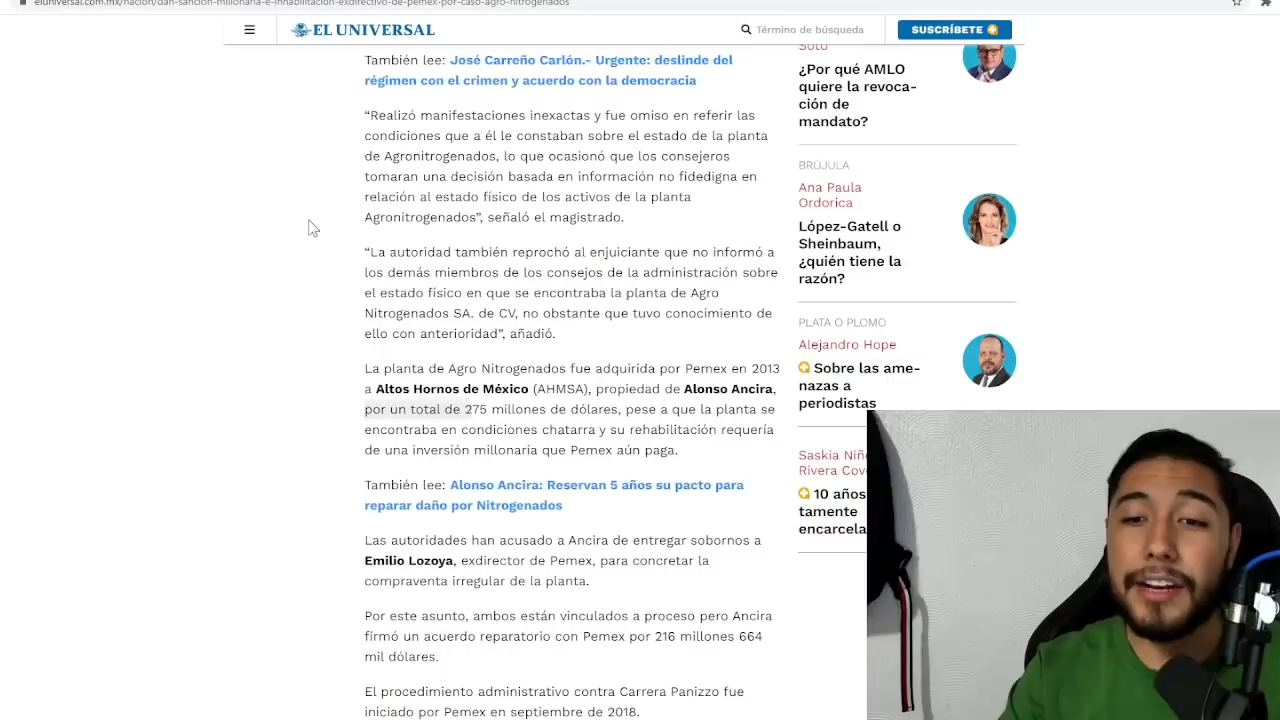 eluniversal.com.mx/nacion/dan-sancion-millonaria-e-inhabilitacion-exdirectivo-de-pemex-por-caso-agro-nitrogenados
EL UNIVERSAL
Término de búsqueda
SUSCRÍBETE
También lee: José Carreño Carlón.- Urgente: deslinde del
régimen con el crimen y acuerdo con la democracia
“Realizó manifestaciones inexactas y fue omiso en referir las
condiciones que a él le constaban sobre el estado de la planta
de Agronitrogenados, lo que ocasionó que los consejeros
tomaran una decisión basada en información no fidedigna en
relación al estado físico de los activos de la planta
Agronitrogenados”, señaló el magistrado.
“La autoridad también reprochó al enjuiciante que no informó a
los demás miembros de los consejos de la administración sobre
el estado físico en que se encontraba la planta de Agro
Nitrogenados SA. de CV, no obstante que tuvo conocimiento de
ello con anterioridad”, añadió.
La planta de Agro Nitrogenados fue adquirida por Pemex en 2013
a Altos Hornos de México (AHMSA), propiedad de Alonso Ancira,
por un total de 275 millones de dólares, pese a que la planta se
encontraba en condiciones chatarra y su rehabilitación requería
de una inversión millonaria que Pemex aún paga.
También lee: Alonso Ancira: Reservan 5 años su pacto para
reparar daño por Nitrogenados
Las autoridades han acusado a Ancira de entregar sobornos a
Emilio Lozoya, exdirector de Pemex, para concretar la
compraventa irregular de la planta.
Por este asunto, ambos están vinculados a proceso pero Ancira
firmó un acuerdo reparatorio con Pemex por 216 millones 664
mil dólares.
El procedimiento administrativo contra Carrera Panizzo fue
iniciado por Pemex en septiembre de 2018.
Soto
¿Por qué AMLO
quiere la revoca-
ción de
mandato?
BRÚJULA
Ana Paula
Ordorica
López-Gatell o
Sheinbaum,
¿quién tiene la
razón?
PLATA O PLOMO
Alejandro Hope
Sobre las ame-
nazas a
periodistas
Saskia Niñ
Rivera Cov
10 años
tamente
encarcela